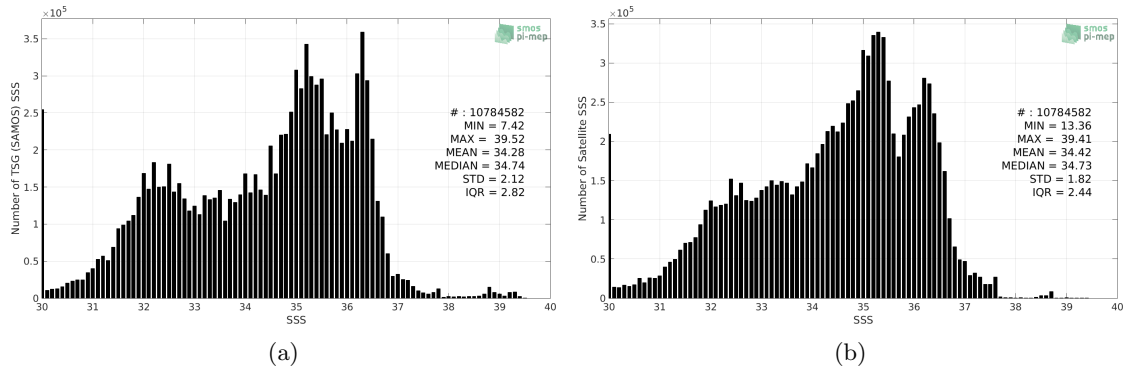 ×10⁵
smos
pi-mep
3.5
3
2.5
2
1.5
1
0.5
0
Number of TSG (SAMOS) SSS
# : 10784582
MIN = 7.42
MAX = 39.52
MEAN = 34.28
MEDIAN = 34.74
STD = 2.12
IQR = 2.82
30 31 32 33 34 35 36 37 38 39 40
SSS
(a)
×10⁵
smos
pi-mep
3.5
3
2.5
2
1.5
1
0.5
0
Number of Satellite SSS
# : 10784582
MIN = 13.36
MAX = 39.41
MEAN = 34.42
MEDIAN = 34.73
STD = 1.82
IQR = 2.44
30 31 32 33 34 35 36 37 38 39 40
SSS
(b)